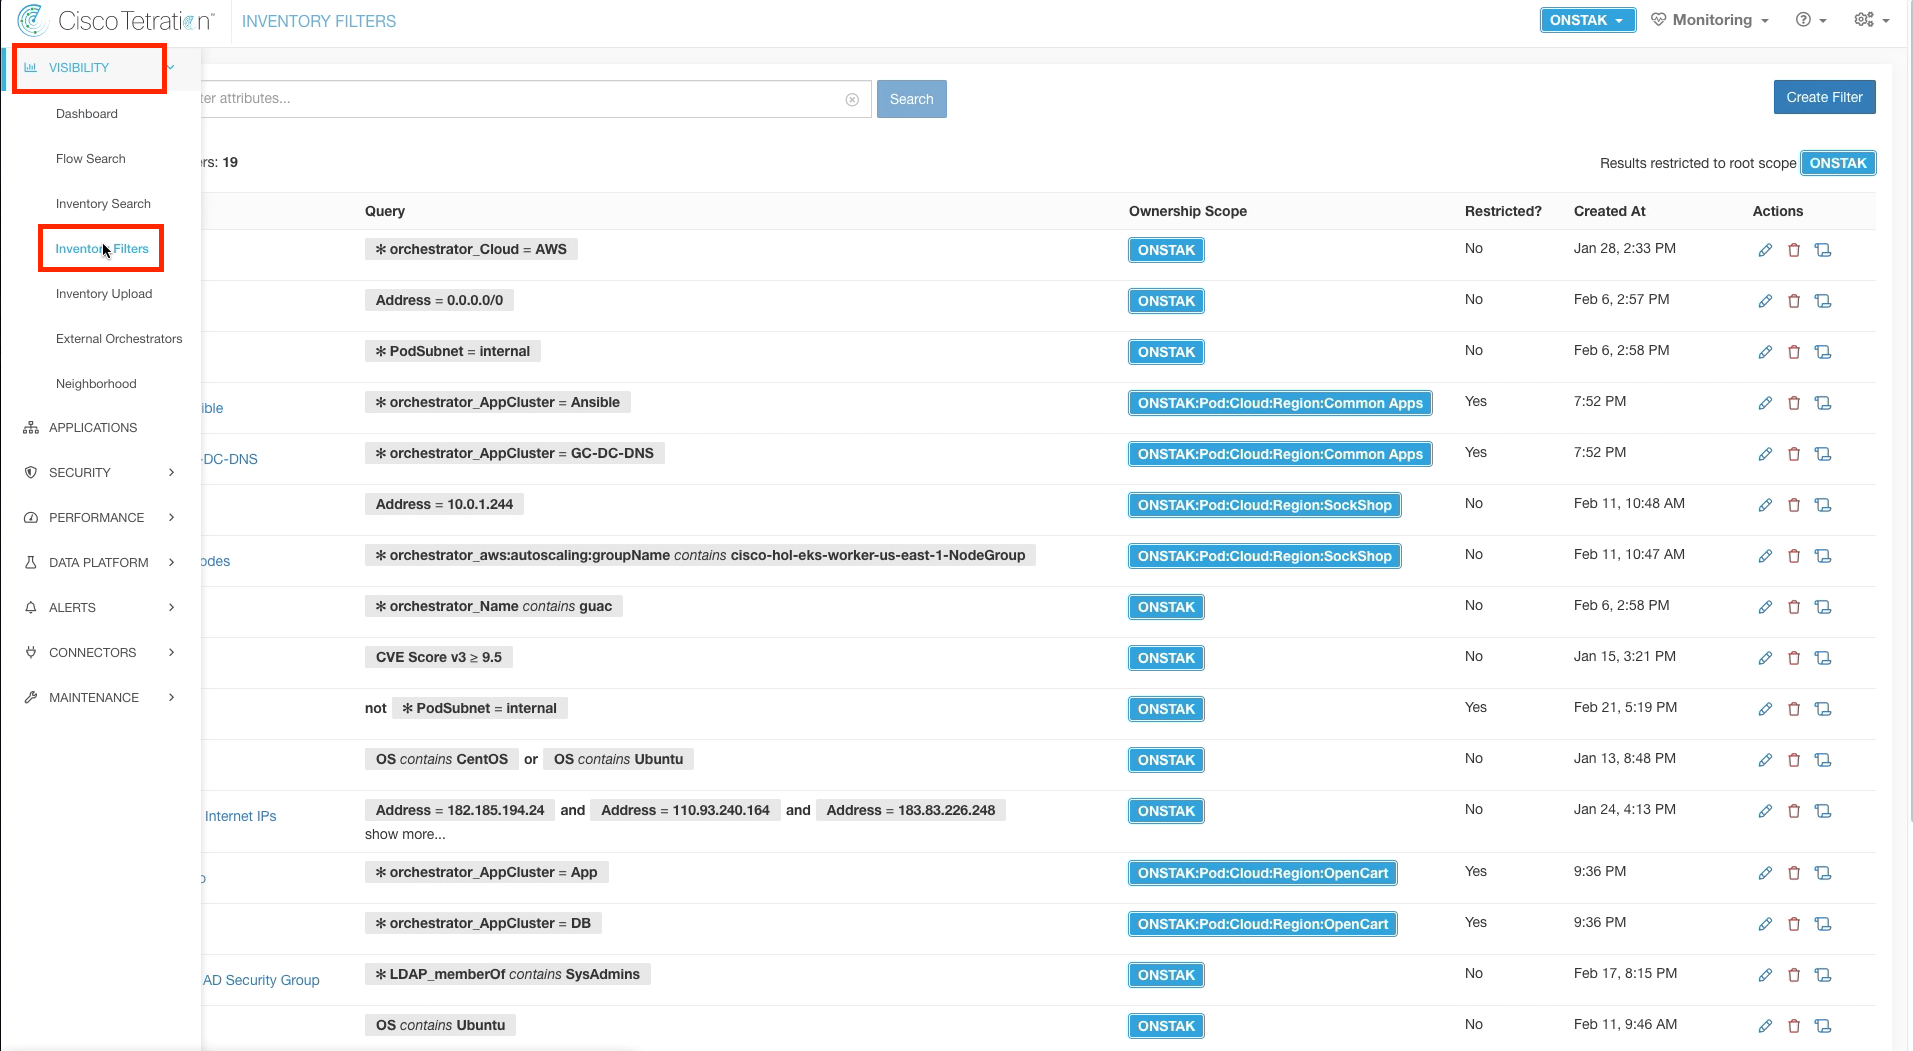 Cisco Tetration™ INVENTORY FILTERS ONSTAK Monitoring
VISIBILITY
Dashboard
Flow Search
Inventory Search
Inventory Filters
Inventory Upload
External Orchestrators
Neighborhood
APPLICATIONS
SECURITY
PERFORMANCE
DATA PLATFORM
ALERTS
CONNECTORS
MAINTENANCE
attributes... Search Create Filter
19 Results restricted to root scope ONSTAK
Query Ownership Scope Restricted? Created At Actions
✻ orchestrator_Cloud = AWS ONSTAK No Jan 28, 2:33 PM
Address = 0.0.0.0/0 ONSTAK No Feb 6, 2:57 PM
✻ PodSubnet = internal ONSTAK No Feb 6, 2:58 PM
ible ✻ orchestrator_AppCluster = Ansible ONSTAK:Pod:Cloud:Region:Common Apps Yes 7:52 PM
-DC-DNS ✻ orchestrator_AppCluster = GC-DC-DNS ONSTAK:Pod:Cloud:Region:Common Apps Yes 7:52 PM
Address = 10.0.1.244 ONSTAK:Pod:Cloud:Region:SockShop No Feb 11, 10:48 AM
odes ✻ orchestrator_aws:autoscaling:groupName contains cisco-hol-eks-worker-us-east-1-NodeGroup ONSTAK:Pod:Cloud:Region:SockShop No Feb 11, 10:47 AM
✻ orchestrator_Name contains guac ONSTAK No Feb 6, 2:58 PM
CVE Score v3 ≥ 9.5 ONSTAK No Jan 15, 3:21 PM
not ✻ PodSubnet = internal ONSTAK Yes Feb 21, 5:19 PM
OS contains CentOS or OS contains Ubuntu ONSTAK No Jan 13, 8:48 PM
Internet IPs Address = 182.185.194.24 and Address = 110.93.240.164 and Address = 183.83.226.248 ONSTAK No Jan 24, 4:13 PM
show more...
✻ orchestrator_AppCluster = App ONSTAK:Pod:Cloud:Region:OpenCart Yes 9:36 PM
✻ orchestrator_AppCluster = DB ONSTAK:Pod:Cloud:Region:OpenCart Yes 9:36 PM
AD Security Group ✻ LDAP_memberOf contains SysAdmins ONSTAK No Feb 17, 8:15 PM
OS contains Ubuntu ONSTAK No Feb 11, 9:46 AM